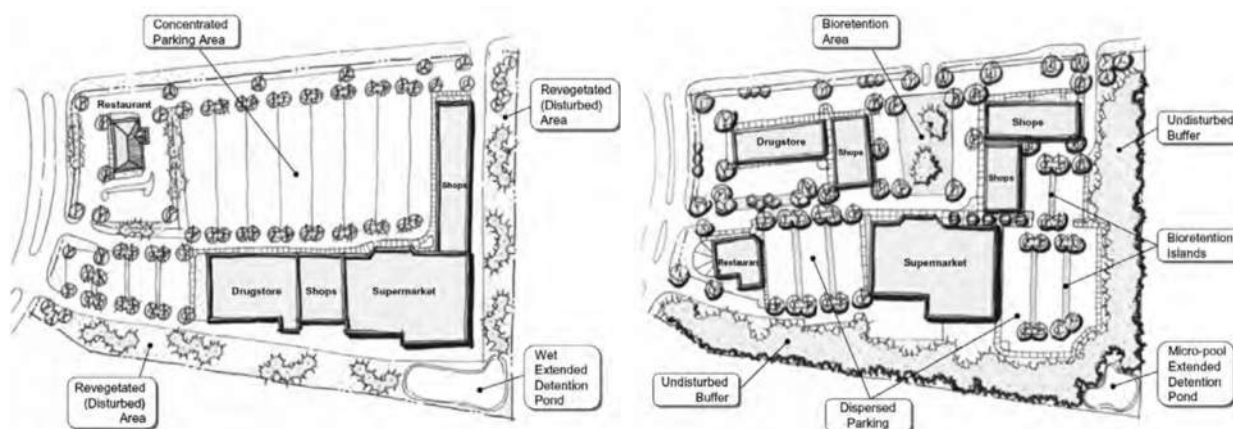 Concentrated
Parking Area
Restaurant
Revegetated
(Disturbed)
Area
Shops
Drugstore
Shops
Supermarket
Revegetated
(Disturbed)
Area
Wet
Extended
Detention
Pond
Bioretention
Area
Shops
Undisturbed
Buffer
Drugstore
Shops
Shops
Bioretention
Islands
Restaurant
Supermarket
Undisturbed
Buffer
Dispersed
Parking
Micro-pool
Extended
Detention
Pond